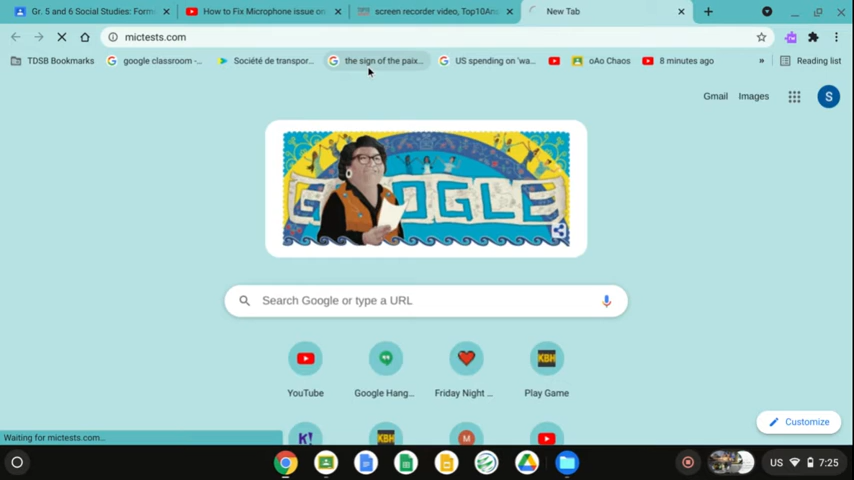 Gr. 5 and 6 Social Studies: Form
How to Fix Microphone issue on
screen recorder video, Top10An
New Tab
mictests.com
TDSB Bookmarks
google classroom -...
Société de transpor...
the sign of the paix...
US spending on 'wa...
oAo Chaos
8 minutes ago
»
Reading list
Gmail
Images
S
GOOGLE
Search Google or type a URL
YouTube
Google Hang...
Friday Night ...
KBH
Play Game
K!
KBH
M
Customize
Waiting for mictests.com...
US
7:25